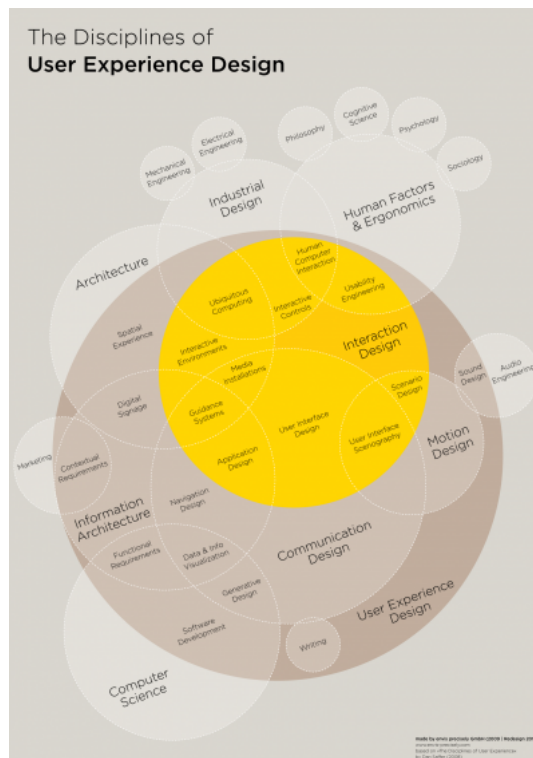 The Disciplines of
User Experience Design
Cognitive
Science
Philosophy
Psychology
Electrical
Engineering
Mechanical
Engineering
Sociology
Industrial
Design
Human Factors
& Ergonomics
Architecture
Human
Computer
Interaction
Usability
Engineering
Ubiquitous
Computing
Interactive
Controls
Spatial
Experience
Interactive
Environments
Interaction
Design
Media
Installations
Sound
Design
Audio
Engineering
Scenario
Design
Digital
Signage
Guidance
Systems
User Interface
Design
User Interface
Scenography
Motion
Design
Marketing
Contextual
Requirements
Application
Design
Navigation
Design
Information
Architecture
Communication
Design
Functional
Requirements
Data & Info
Visualization
Generative
Design
User Experience
Design
Software
Development
Writing
Computer
Science